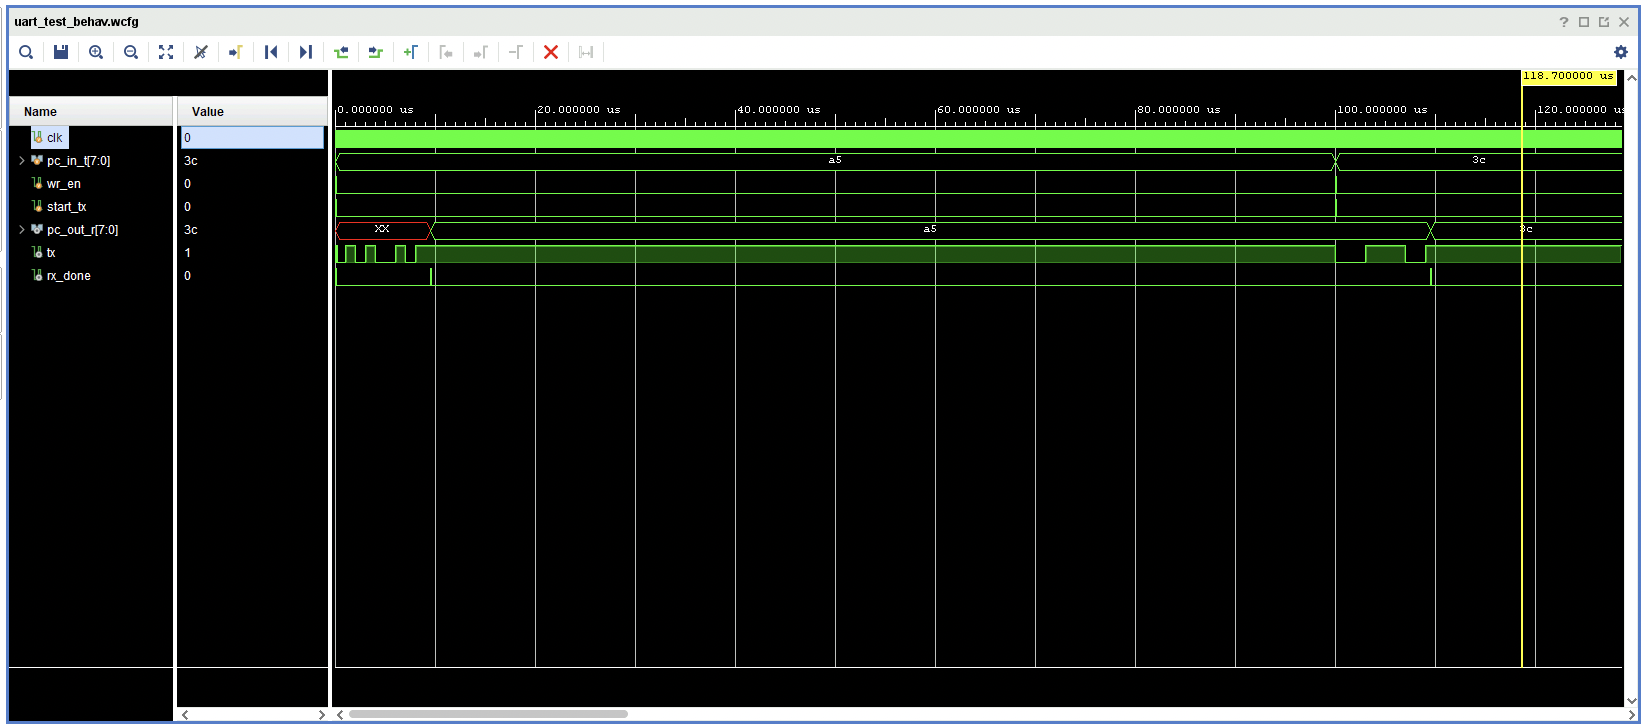 uart_test_behav.wcfg
118.700000 us
Name Value
0.000000 us 20.000000 us 40.000000 us 60.000000 us 80.000000 us 100.000000 us 120.000000 us
clk 0
pc_in_t[7:0] 3c a5 3c
wr_en 0
start_tx 0
pc_out_r[7:0] 3c XX a5 3c
tx 1
rx_done 0